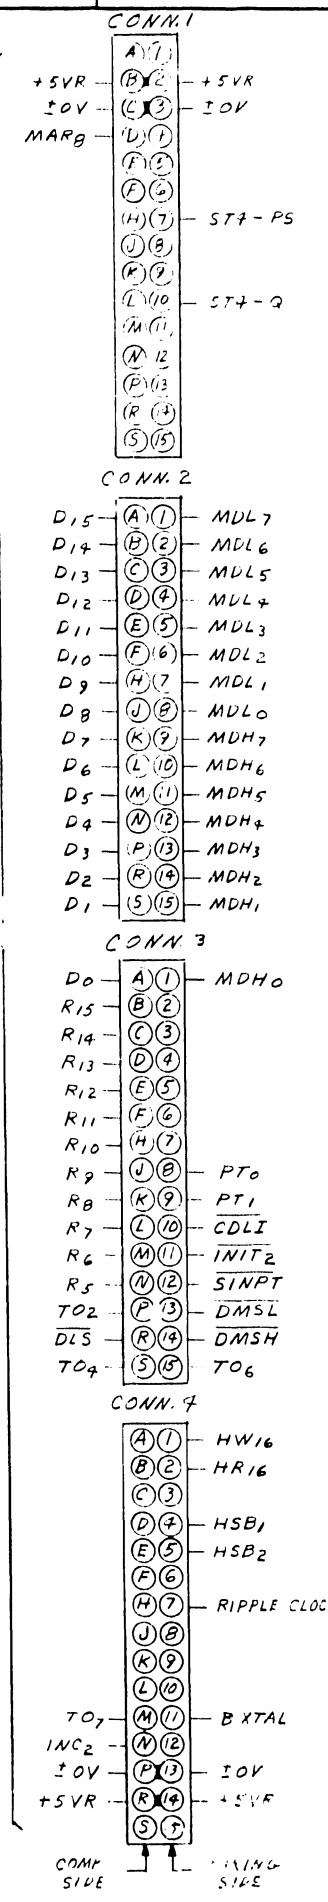 CONN. 1
A 1
+5VR B 2 +5VR
±0V C 3 ±0V
MAR8 D 4
E 5
F 6
H 7 ST4-PS
J 8
K 9
L 10 ST4-Q
M 11
N 12
P 13
R 14
S 15
CONN. 2
D15 A 1 MDL7
D14 B 2 MDL6
D13 C 3 MDL5
D12 D 4 MDL4
D11 E 5 MDL3
D10 F 6 MDL2
D9 H 7 MDL1
D8 J 8 MDL0
D7 K 9 MDH7
D6 L 10 MDH6
D5 M 11 MDH5
D4 N 12 MDH4
D3 P 13 MDH3
D2 R 14 MDH2
D1 S 15 MDH1
CONN. 3
D0 A 1 MDH0
R15 B 2
R14 C 3
R13 D 4
R12 E 5
R11 F 6
R10 H 7
R9 J 8 PT0
R8 K 9 PT1
R7 L 10 CDLI
R6 M 11 INIT2
R5 N 12 SINPT
TO2 P 13 DMSL
DLS R 14 DMSH
TO4 S 15 TO6
CONN. 4
A 1 HW16
B 2 HR16
C 3
D 4 HSB1
E 5 HSB2
F 6
H 7 RIPPLE CLOC
J 8
K 9
L 10
TO7 M 11 B XTAL
INC2 N 12
±0V P 13 ±0V
+5VR R 14 +5VR
S
COMP SIDE
SIDE